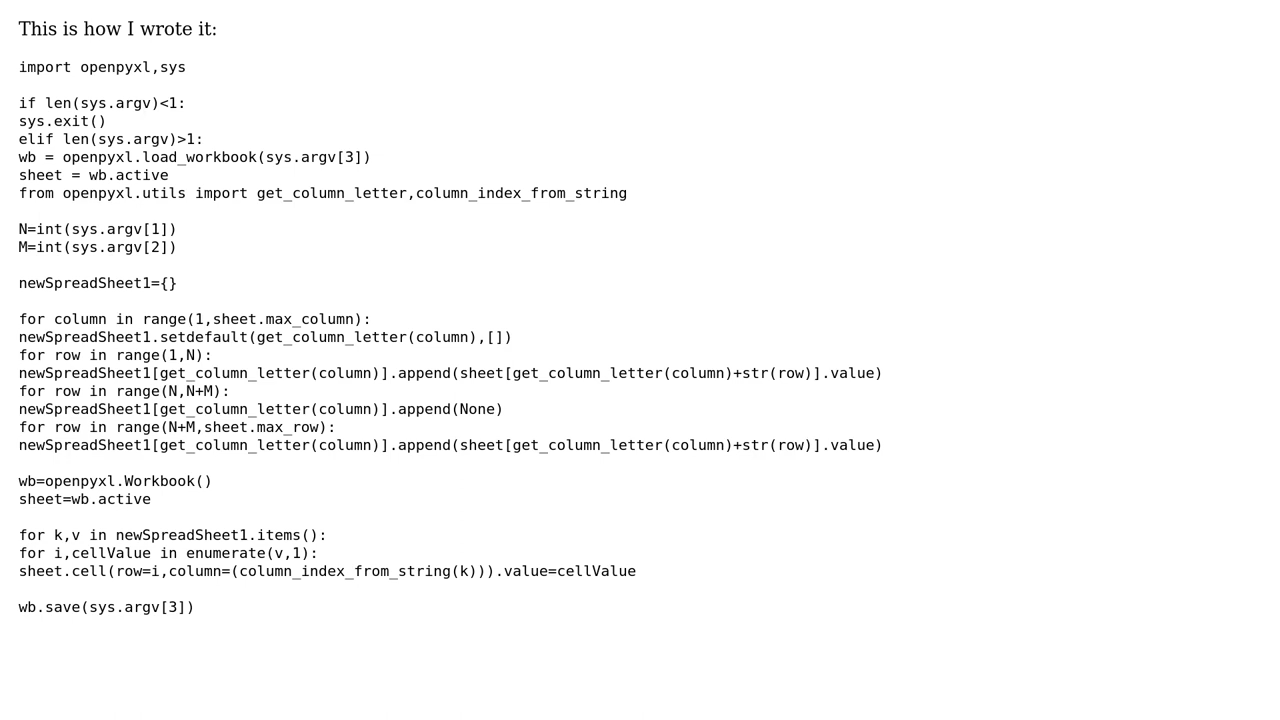 This is how I wrote it:
import openpyxl,sys
if len(sys.argv)<1:
sys.exit()
elif len(sys.argv)>1:
wb = openpyxl.load_workbook(sys.argv[3])
sheet = wb.active
from openpyxl.utils import get_column_letter,column_index_from_string
N=int(sys.argv[1])
M=int(sys.argv[2])
newSpreadSheet1={}
for column in range(1,sheet.max_column):
newSpreadSheet1.setdefault(get_column_letter(column),[])
for row in range(1,N):
newSpreadSheet1[get_column_letter(column)].append(sheet[get_column_letter(column)+str(row)].value)
for row in range(N,N+M):
newSpreadSheet1[get_column_letter(column)].append(None)
for row in range(N+M,sheet.max_row):
newSpreadSheet1[get_column_letter(column)].append(sheet[get_column_letter(column)+str(row)].value)
wb=openpyxl.Workbook()
sheet=wb.active
for k,v in newSpreadSheet1.items():
for i,cellValue in enumerate(v,1):
sheet.cell(row=i,column=(column_index_from_string(k))).value=cellValue
wb.save(sys.argv[3])